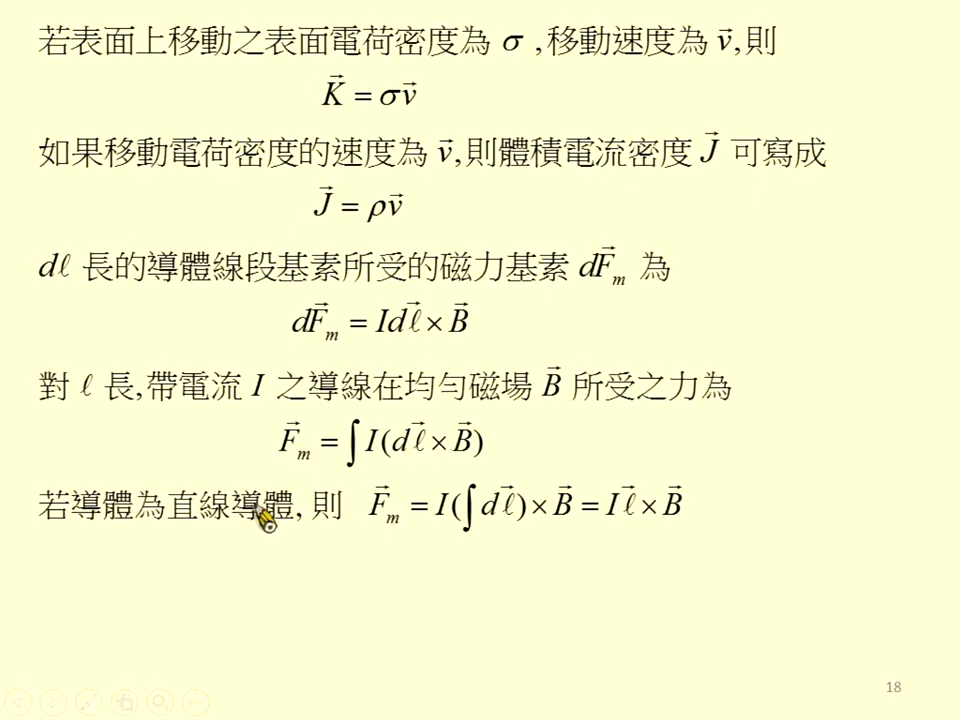 若表面上移動之表面電荷密度為 σ ,移動速度為 v⃗,則
K⃗ = σv⃗
如果移動電荷密度的速度為 v⃗,則體積電流密度 J⃗ 可寫成
J⃗ = ρv⃗
dℓ 長的導體線段基素所受的磁力基素 dF⃗ₘ 為
dF⃗ₘ = Idℓ⃗ × B⃗
對 ℓ 長,帶電流 I 之導線在均勻磁場 B⃗ 所受之力為
F⃗ₘ = ∫ I(dℓ⃗ × B⃗)
若導體為直線導體, 則 F⃗ₘ = I(∫ dℓ⃗) × B⃗ = Iℓ⃗ × B⃗
18